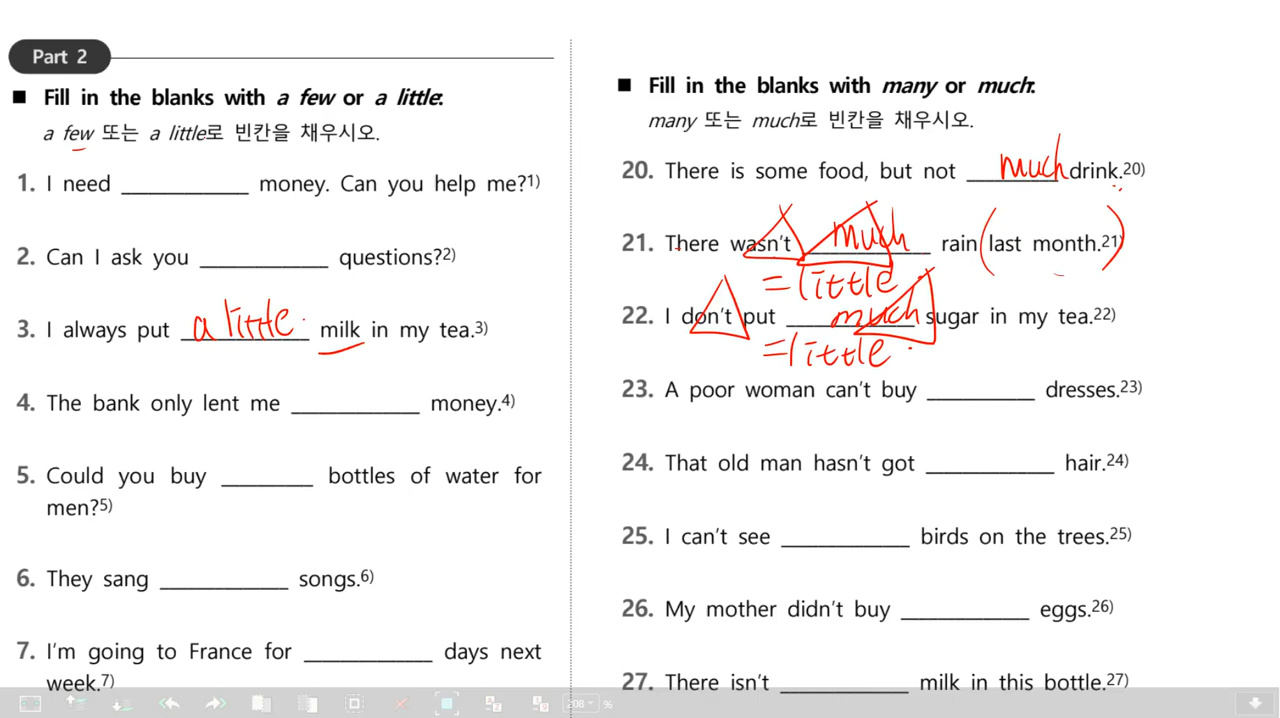 Part 2
■ Fill in the blanks with a few or a little:
a few 또는 a little로 빈칸을 채우시오.
1. I need ____________ money. Can you help me?1)
2. Can I ask you ____________ questions?2)
3. I always put a little milk in my tea.3)
4. The bank only lent me ____________ money.4)
5. Could you buy _________ bottles of water for
men?5)
6. They sang ____________ songs.6)
7. I'm going to France for ____________ days next
week.7)
■ Fill in the blanks with many or much:
many 또는 much로 빈칸을 채우시오.
20. There is some food, but not much drink.20)
21. There wasn't much rain (last month.21))
= little
22. I don't put much sugar in my tea.22)
= little
23. A poor woman can't buy __________ dresses.23)
24. That old man hasn't got ____________ hair.24)
25. I can't see ____________ birds on the trees.25)
26. My mother didn't buy ____________ eggs.26)
27. There isn't ____________ milk in this bottle.27)
208 %